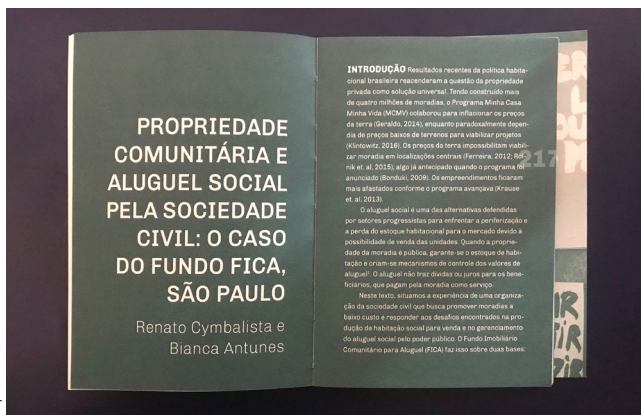 PROPRIEDADE
COMUNITÁRIA E
ALUGUEL SOCIAL
PELA SOCIEDADE
CIVIL: O CASO
DO FUNDO FICA,
SÃO PAULO
Renato Cymbalista e
Bianca Antunes
INTRODUÇÃO Resultados recentes da política habita-
cional brasileira reacenderam a questão da propriedade
privada como solução universal. Tendo construído mais
de quatro milhões de moradias, o Programa Minha Casa
Minha Vida (MCMV) colaborou para inflacionar os preços
da terra (Geraldo, 2014), enquanto paradoxalmente depen-
dia de preços baixos de terrenos para viabilizar projetos
(Klintowitz, 2016). Os preços da terra impossibilitam viabili-
zar moradia em localizações centrais (Ferreira, 2012; Rol-
nik et. al, 2015), algo já antecipado quando o programa foi
anunciado (Bonduki, 2009). Os empreendimentos ficaram
mais afastados conforme o programa avançava (Krause
et. al, 2013).
O aluguel social é uma das alternativas defendidas
por setores progressistas para enfrentar a periferização e
a perda do estoque habitacional para o mercado devido à
possibilidade de venda das unidades. Quando a proprie-
dade da moradia é pública, garante-se o estoque de habi-
tação e criam-se mecanismos de controle dos valores de
aluguel¹. O aluguel não traz dívidas ou juros para os bene-
ficiários, que pagam pela moradia como serviço.
Neste texto, situamos a experiência de uma organiza-
ção da sociedade civil que busca promover moradias a
baixo custo e responder aos desafios encontrados na pro-
dução de habitação social para venda e no gerenciamento
do aluguel social pelo poder público. O Fundo Imobiliário
Comunitário para Aluguel (FICA) faz isso sobre duas bases:
217